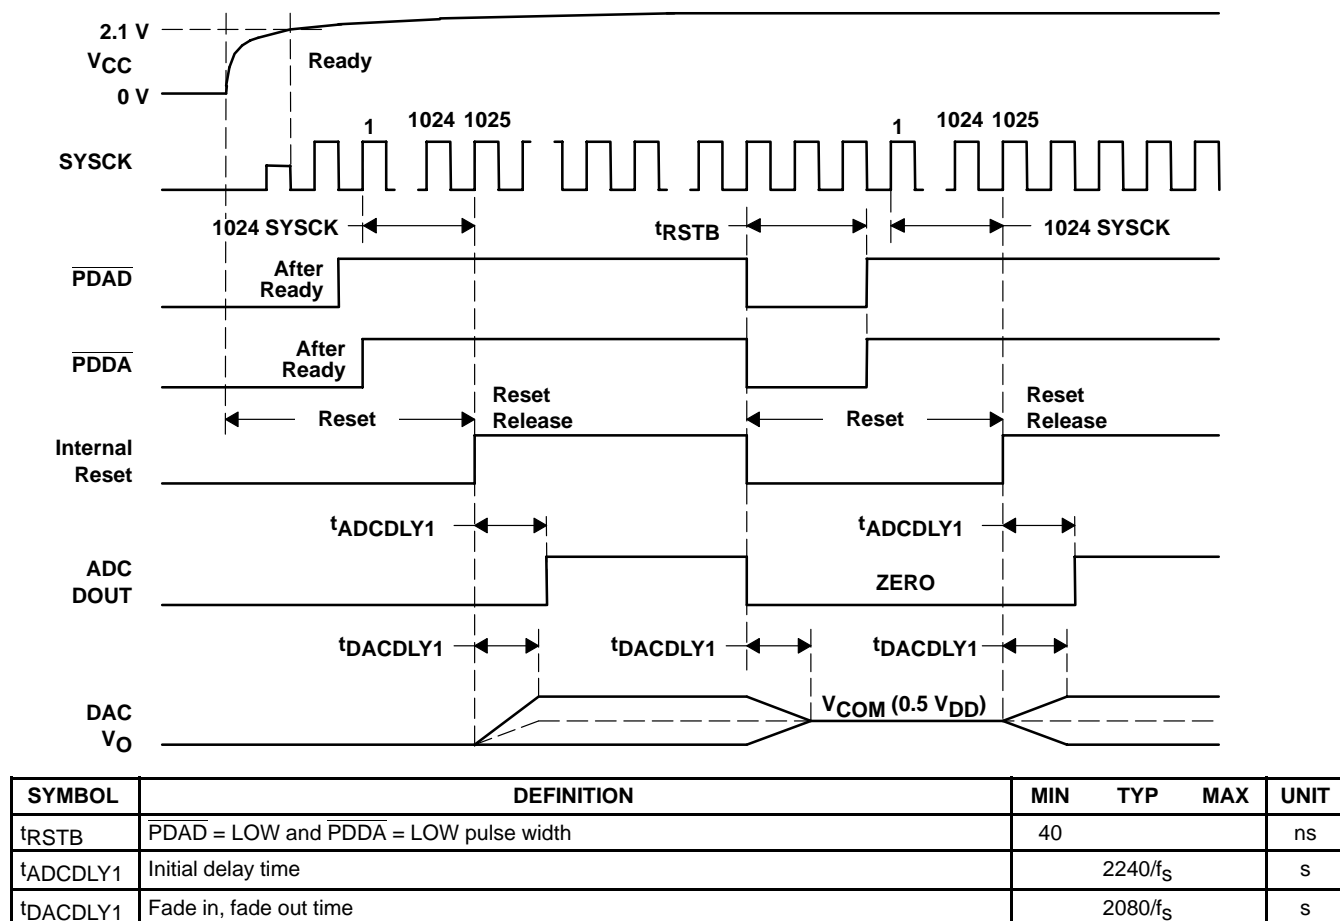 2.1 V
VCC
Ready
0 V
1
1024 1025
1
1024 1025
SYSCK
1024 SYSCK
tRSTB
1024 SYSCK
PDAD
After
Ready
PDDA
After
Ready
Reset
Reset
Release
Reset
Reset
Release
Internal
Reset
tADCDLY1
tADCDLY1
ADC
DOUT
ZERO
tDACDLY1
tDACDLY1
tDACDLY1
DAC
VO
VCOM (0.5 VDD)
SYMBOL DEFINITION MIN TYP MAX UNIT
tRSTB PDAD = LOW and PDDA = LOW pulse width 40 ns
tADCDLY1 Initial delay time 2240/fs s
tDACDLY1 Fade in, fade out time 2080/fs s